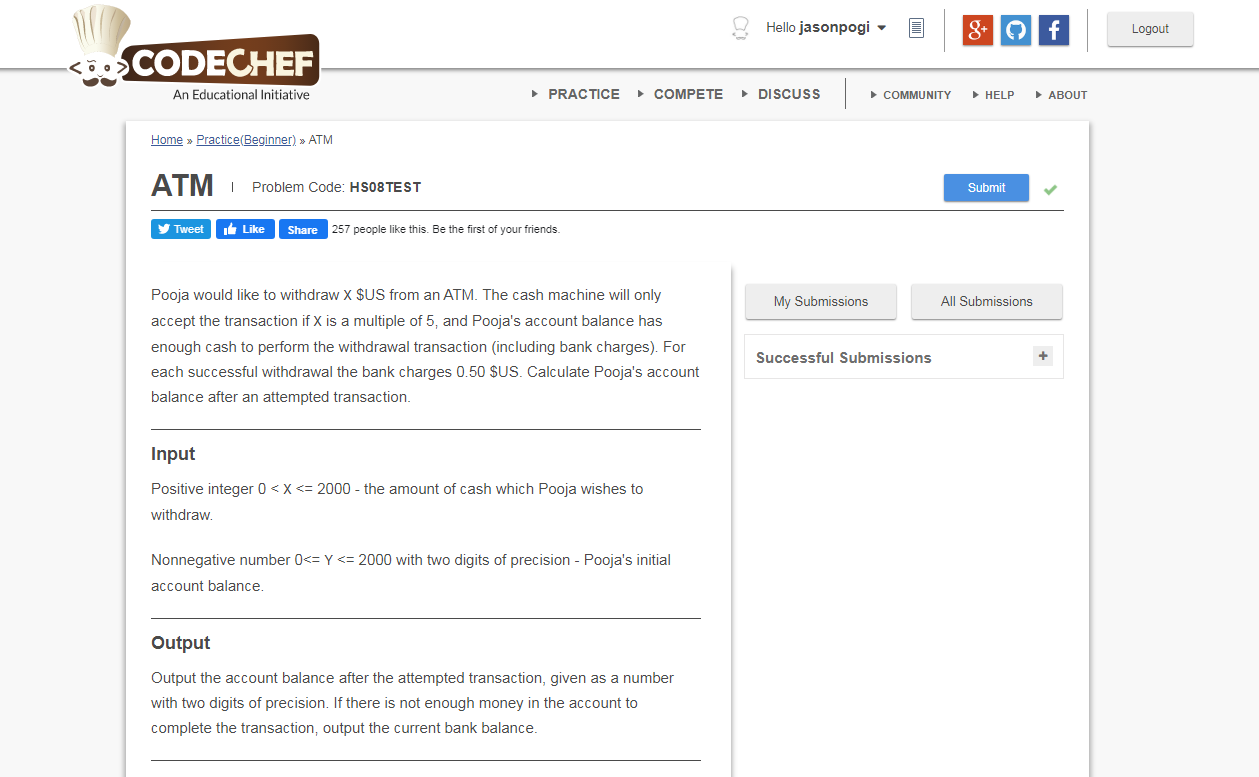 CODECHEF
An Educational Initiative
Hello jasonpogi
g+
f
Logout
PRACTICE
COMPETE
DISCUSS
COMMUNITY
HELP
ABOUT
Home » Practice(Beginner) » ATM
ATM | Problem Code: HS08TEST
Submit
Tweet
Like
Share
257 people like this. Be the first of your friends.
Pooja would like to withdraw X $US from an ATM. The cash machine will only
accept the transaction if X is a multiple of 5, and Pooja's account balance has
enough cash to perform the withdrawal transaction (including bank charges). For
each successful withdrawal the bank charges 0.50 $US. Calculate Pooja's account
balance after an attempted transaction.
Input
Positive integer 0 < X <= 2000 - the amount of cash which Pooja wishes to
withdraw.
Nonnegative number 0<= Y <= 2000 with two digits of precision - Pooja's initial
account balance.
Output
Output the account balance after the attempted transaction, given as a number
with two digits of precision. If there is not enough money in the account to
complete the transaction, output the current bank balance.
My Submissions
All Submissions
Successful Submissions
+